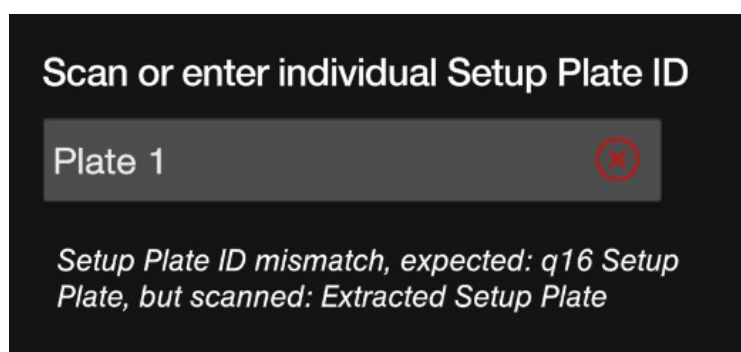 Scan or enter individual Setup Plate ID
Plate 1
Setup Plate ID mismatch, expected: q16 Setup
Plate, but scanned: Extracted Setup Plate